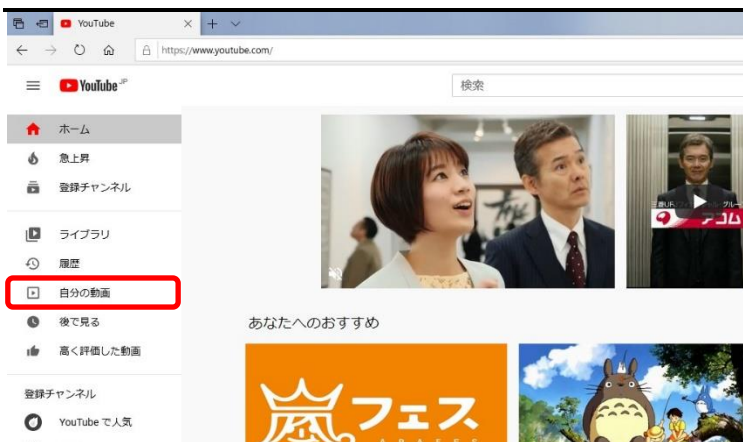 YouTube
https://www.youtube.com/
YouTube JP
検索
ホーム
急上昇
登録チャンネル
ライブラリ
履歴
自分の動画
後で見る
高く評価した動画
登録チャンネル
YouTube で人気
アコム
あなたへのおすすめ
嵐フェス